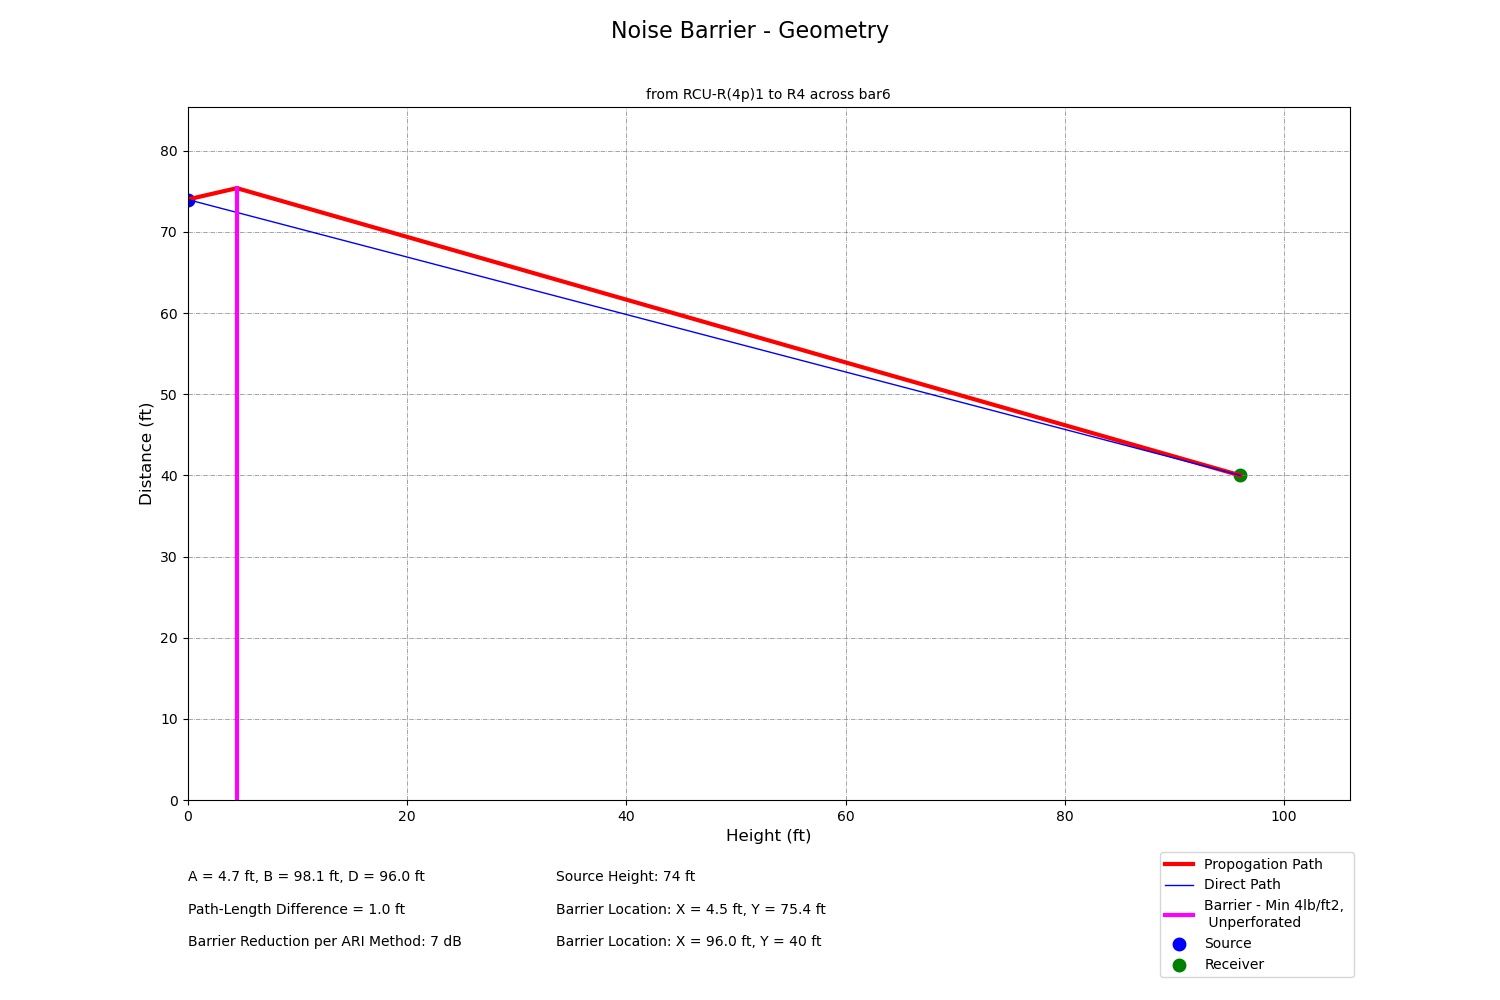 Noise Barrier - Geometry
from RCU-R(4p)1 to R4 across bar6
80
70
60
50
40
30
20
10
0
Distance (ft)
0 20 40 60 80 100
Height (ft)
A = 4.7 ft, B = 98.1 ft, D = 96.0 ft
Path-Length Difference = 1.0 ft
Barrier Reduction per ARI Method: 7 dB
Source Height: 74 ft
Barrier Location: X = 4.5 ft, Y = 75.4 ft
Barrier Location: X = 96.0 ft, Y = 40 ft
Propogation Path
Direct Path
Barrier - Min 4lb/ft2,
Unperforated
Source
Receiver